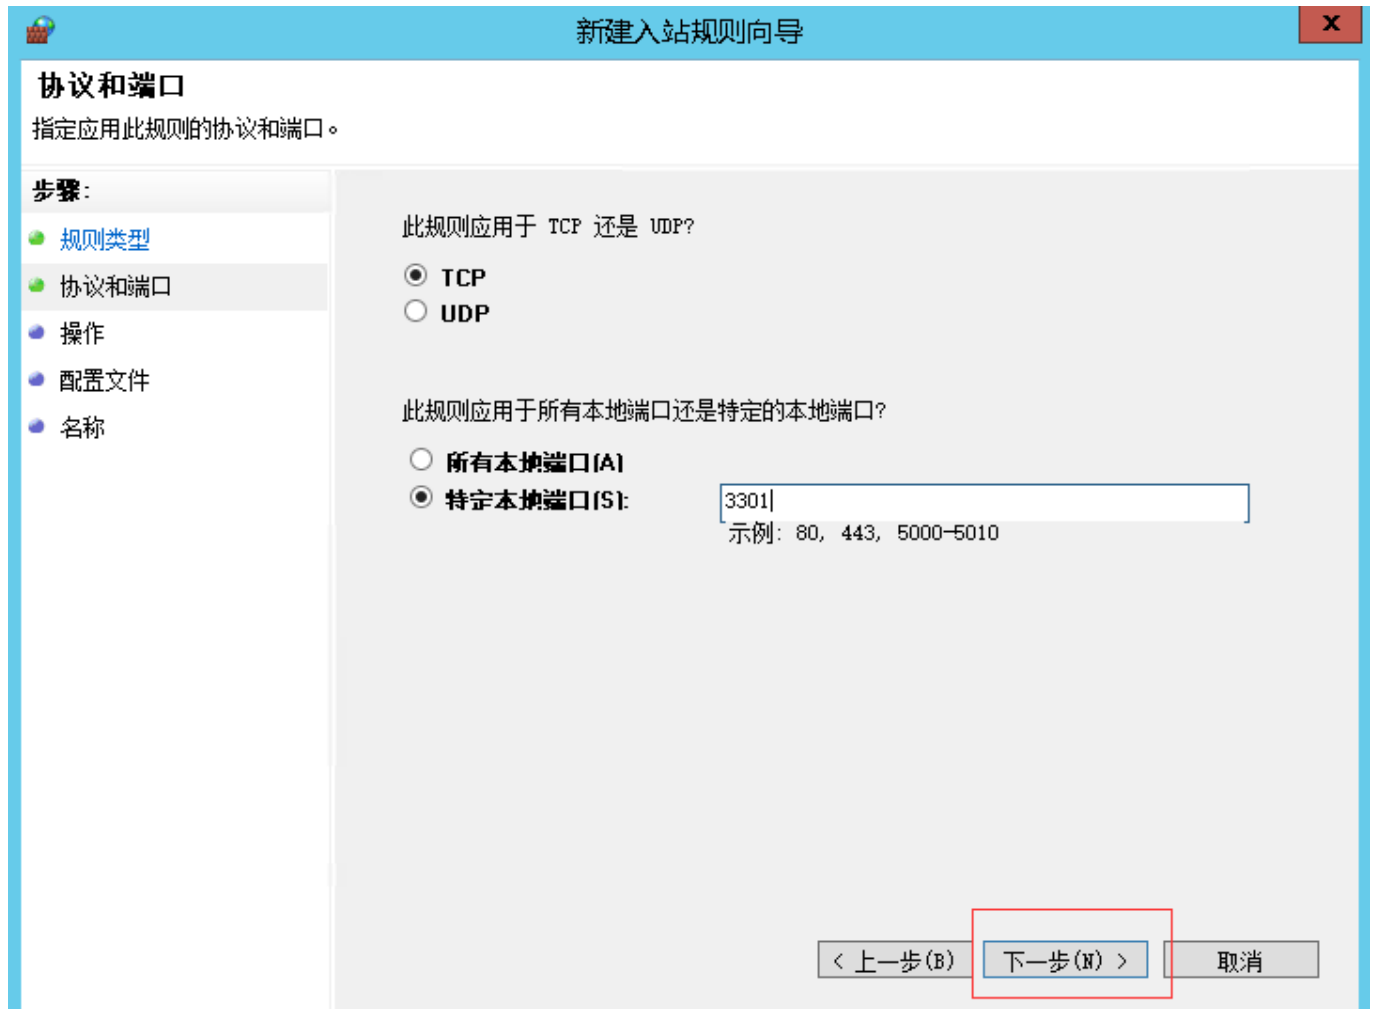 新建入站规则向导
X
协议和端口
指定应用此规则的协议和端口。
步骤:
规则类型
协议和端口
操作
配置文件
名称
此规则应用于 TCP 还是 UDP?
TCP
UDP
此规则应用于所有本地端口还是特定的本地端口?
所有本地端口(A)
特定本地端口(S): 3301
示例: 80, 443, 5000-5010
< 上一步(B) 下一步(N) > 取消